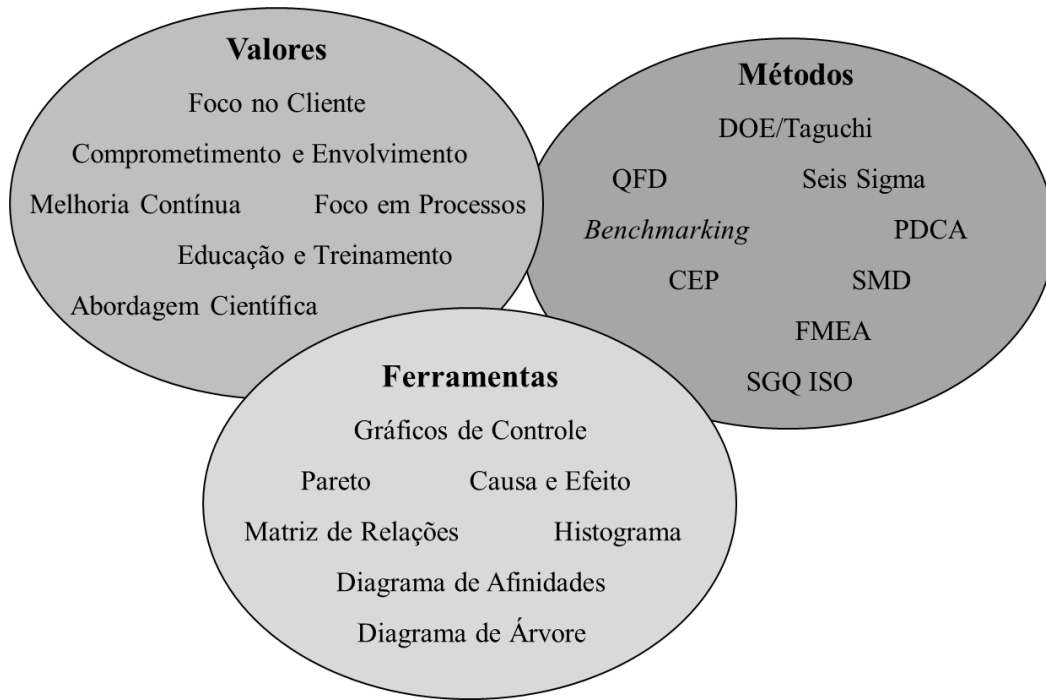 Valores
Foco no Cliente
Comprometimento e Envolvimento
Melhoria Contínua Foco em Processos
Educação e Treinamento
Abordagem Científica
Métodos
DOE/Taguchi
QFD Seis Sigma
Benchmarking PDCA
CEP SMD
FMEA
SGQ ISO
Ferramentas
Gráficos de Controle
Pareto Causa e Efeito
Matriz de Relações Histograma
Diagrama de Afinidades
Diagrama de Árvore